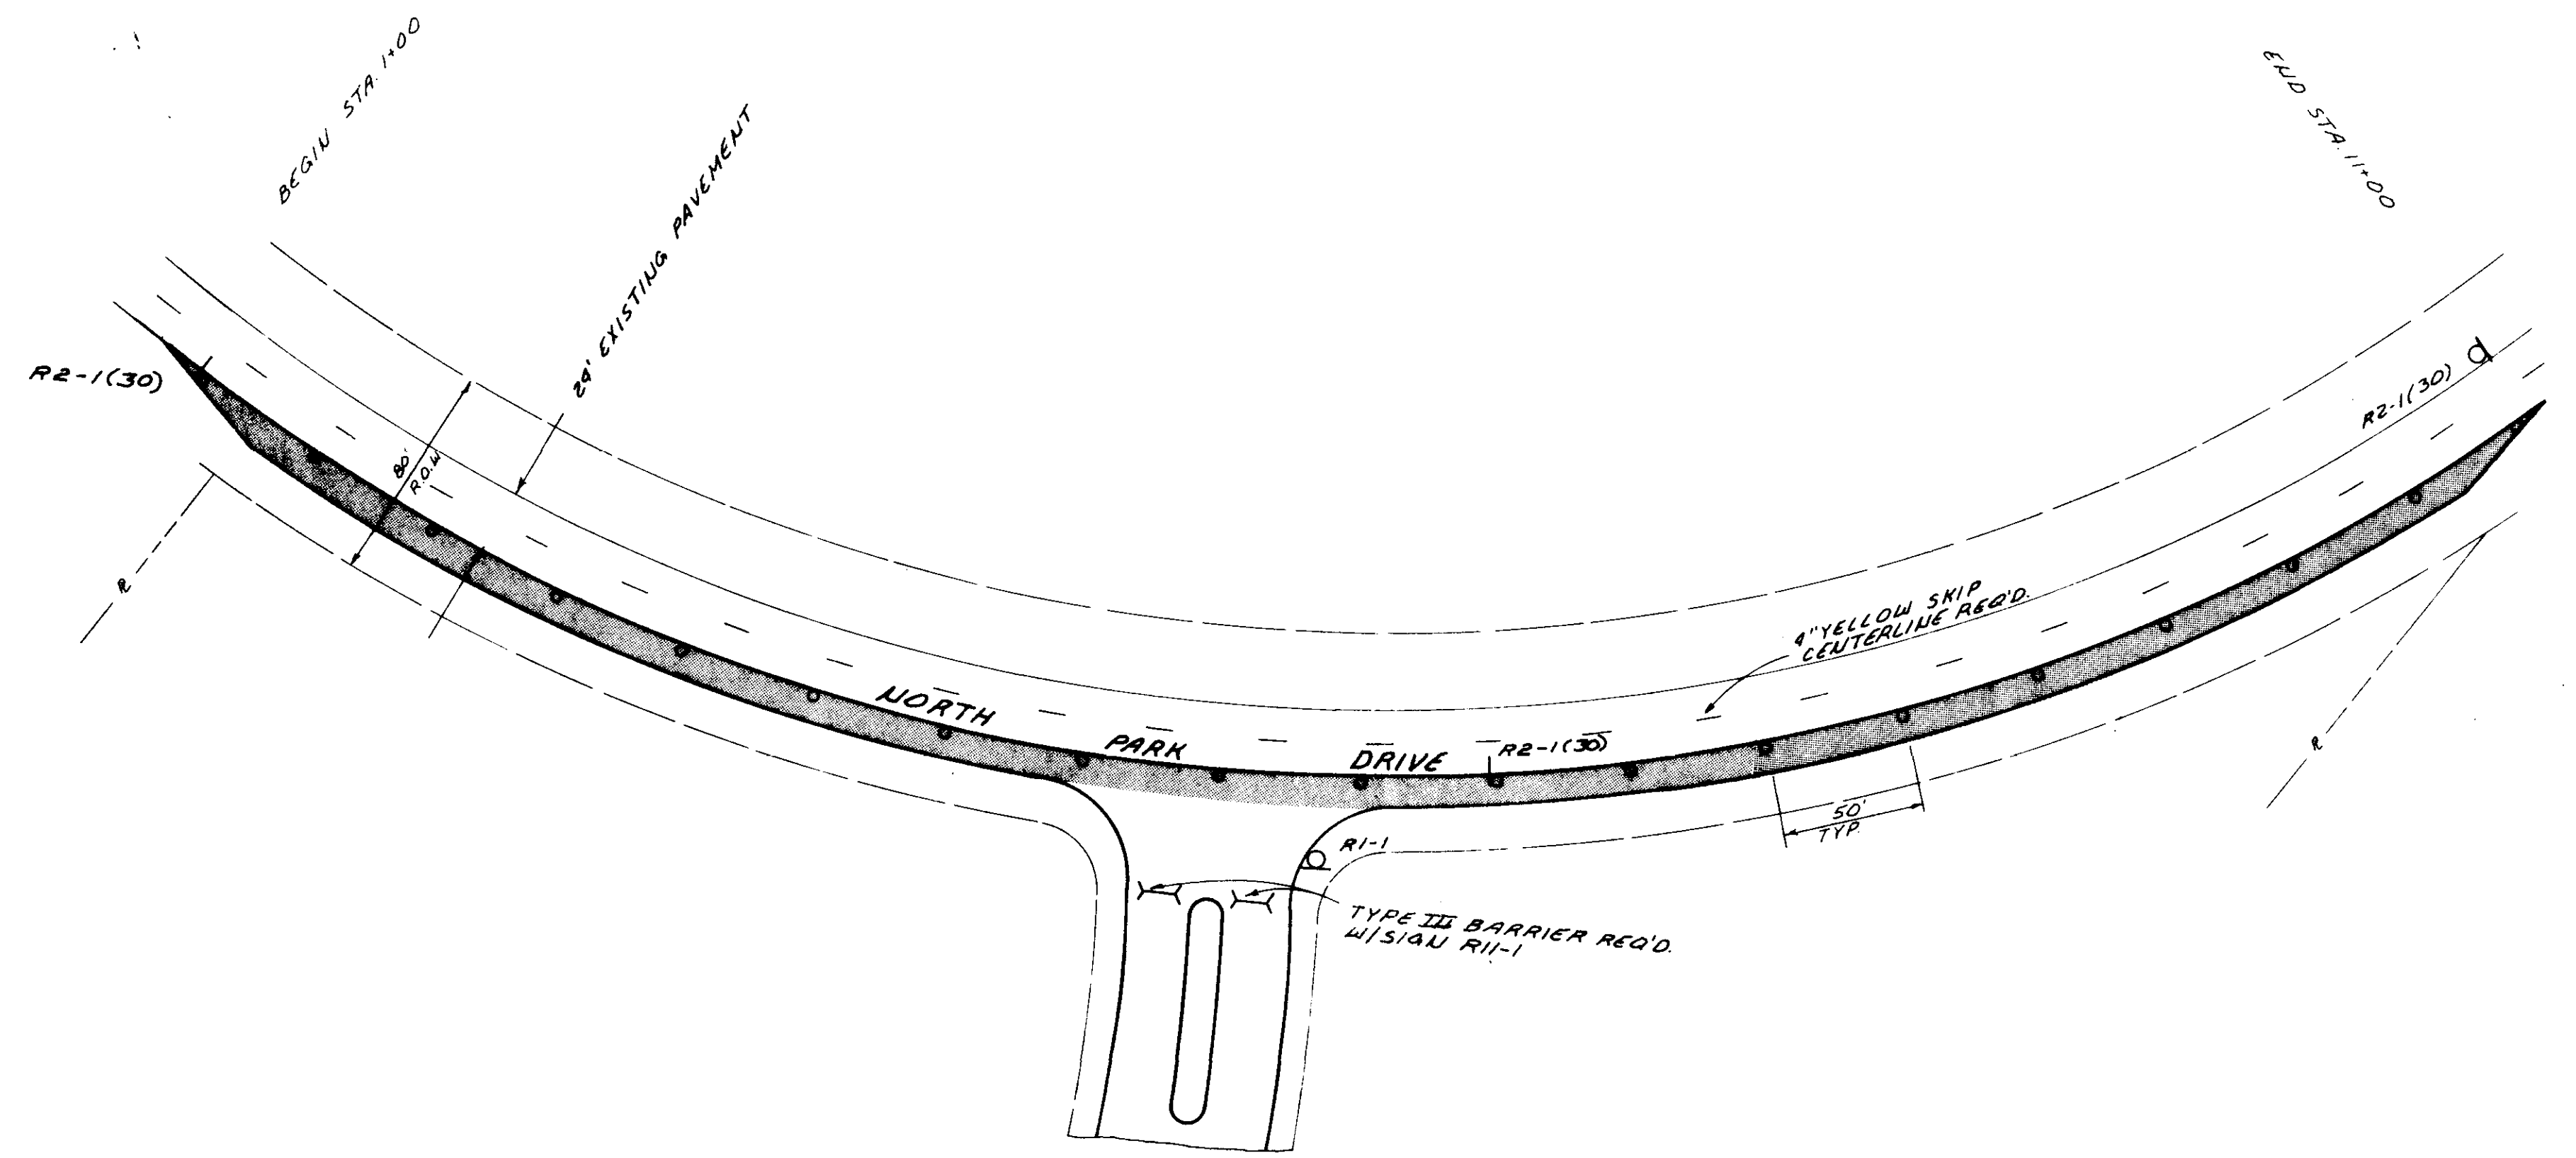 BEGIN STA. 1+00
24' EXISTING PAVEMENT
END STA. 11+00
R2-1(30)
80'
R.O.W
R
R2-1(30)
4" YELLOW SKIP
CENTERLINE REQ'D.
NORTH
PARK
DRIVE
R2-1(30)
R
50'
TYP.
R1-1
TYPE III BARRIER REQ'D.
W/SIGN R11-1